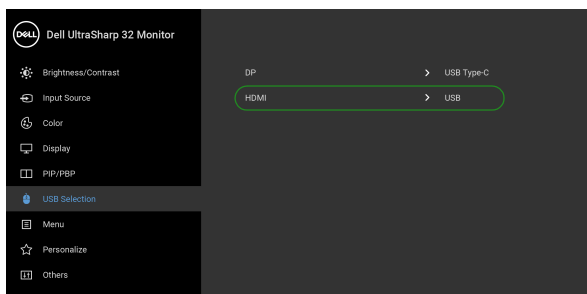 DELL Dell UltraSharp 32 Monitor
Brightness/Contrast
Input Source
Color
Display
PIP/PBP
USB Selection
Menu
Personalize
Others
DP > USB Type-C
HDMI > USB